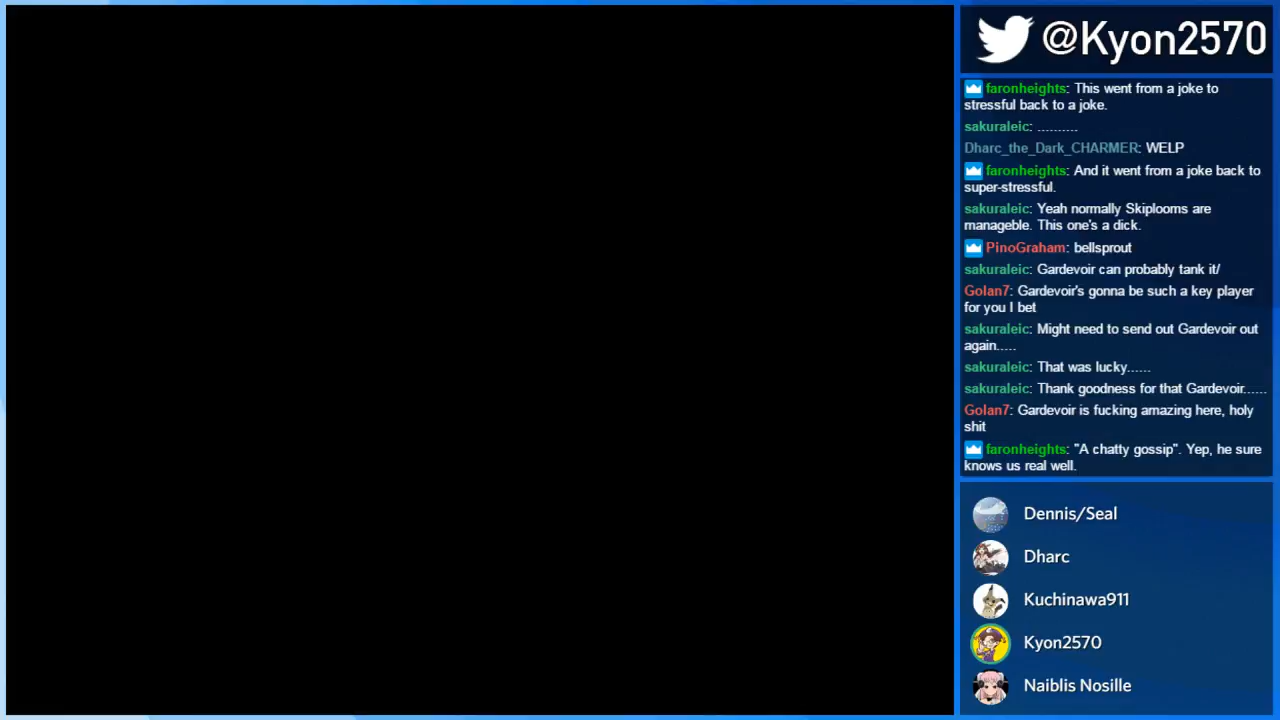 @Kyon2570
faronheights: This went from a joke to
stressful back to a joke.
sakuraleic: ..........
Dharc_the_Dark_CHARMER: WELP
faronheights: And it went from a joke back to
super-stressful.
sakuraleic: Yeah normally Skiplooms are
manageble. This one's a dick.
PinoGraham: bellsprout
sakuraleic: Gardevoir can probably tank it/
Golan7: Gardevoir's gonna be such a key player
for you I bet
sakuraleic: Might need to send out Gardevoir out
again.....
sakuraleic: That was lucky......
sakuraleic: Thank goodness for that Gardevoir......
Golan7: Gardevoir is fucking amazing here, holy
shit
faronheights: "A chatty gossip". Yep, he sure
knows us real well.
Dennis/Seal
Dharc
Kuchinawa911
Kyon2570
Naiblis Nosille